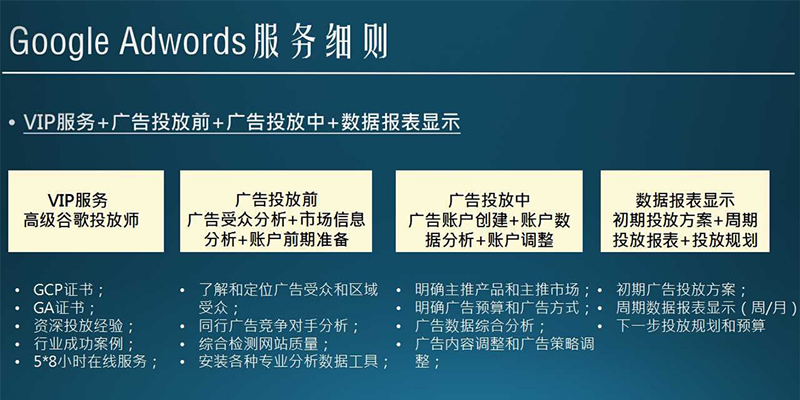 Google Adwords服务细则
• VIP服务+广告投放前+广告投放中+数据报表显示
VIP服务
高级谷歌投放师
• GCP证书；
• GA证书；
• 资深投放经验；
• 行业成功案例；
• 5*8小时在线服务；
广告投放前
广告受众分析+市场信息
分析+账户前期准备
• 了解和定位广告受众和区域
受众；
• 同行广告竞争对手分析；
• 综合检测网站质量；
• 安装各种专业分析数据工具；
广告投放中
广告账户创建+账户数
据分析+账户调整
• 明确主推产品和主推市场；
• 明确广告预算和广告方式；
• 广告数据综合分析；
• 广告内容调整和广告策略调
整；
数据报表显示
初期投放方案+周期
投放报表+投放规划
• 初期广告投放方案；
• 周期数据报表显示（周/月）
• 下一步投放规划和预算